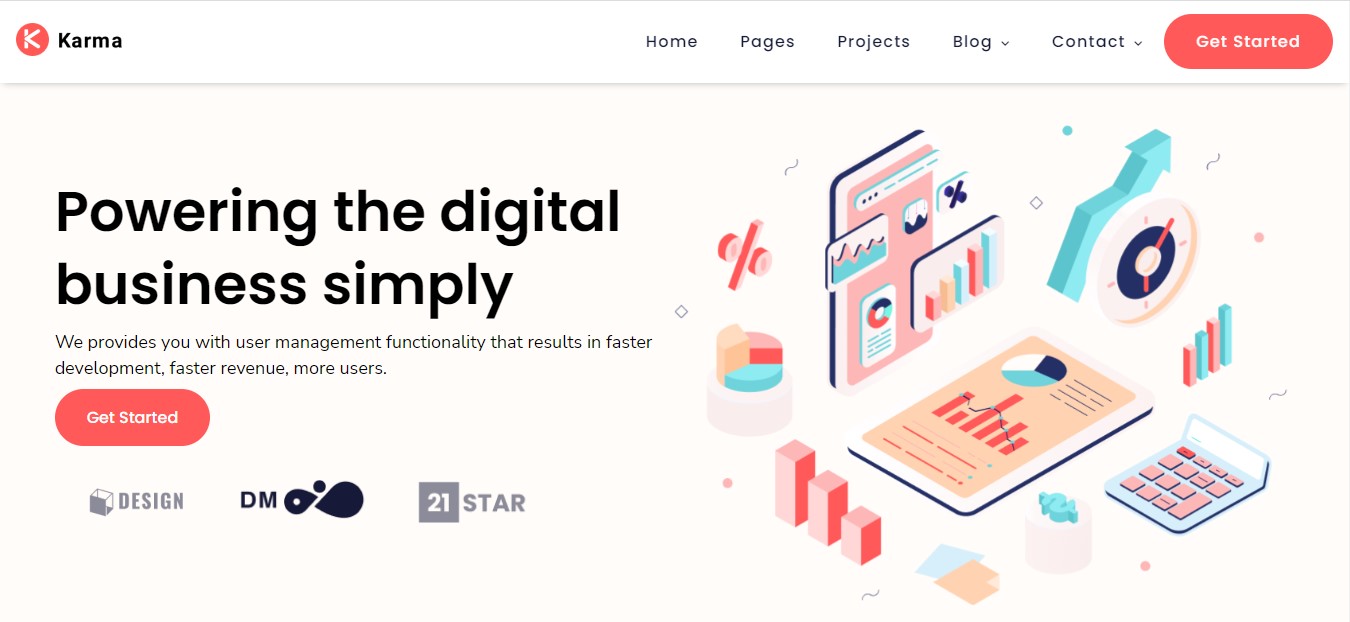 Karma
Home
Pages
Projects
Blog
Contact
Get Started
Powering the digital
business simply
We provides you with user management functionality that results in faster
development, faster revenue, more users.
Get Started
DESIGN
DM
21 STAR
%
%